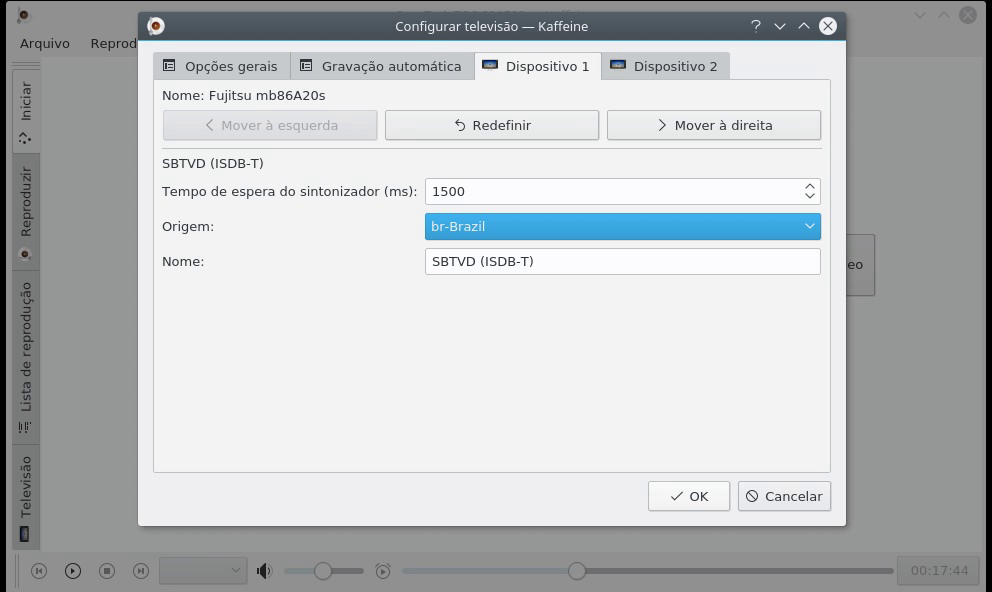 Configurar televisão — Kaffeine
Arquivo Reprod
Opções gerais Gravação automática Dispositivo 1 Dispositivo 2
Nome: Fujitsu mb86A20s
Mover à esquerda Redefinir Mover à direita
SBTVD (ISDB-T)
Tempo de espera do sintonizador (ms): 1500
Origem: br-Brazil
Nome: SBTVD (ISDB-T)
OK Cancelar
Iniciar
Reproduzir
Lista de reprodução
Televisão
eo
00:17:44